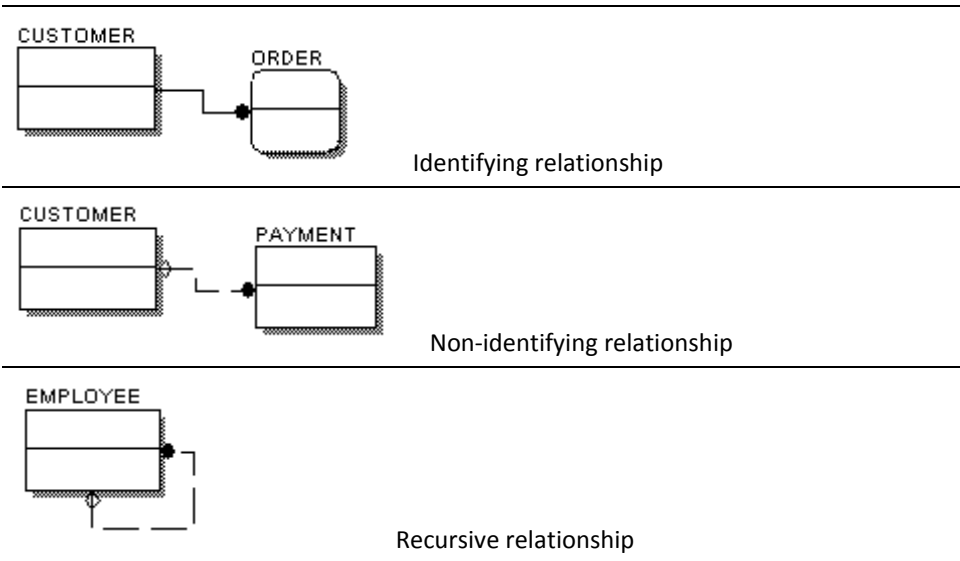 CUSTOMER
ORDER
Identifying relationship
CUSTOMER
PAYMENT
Non-identifying relationship
EMPLOYEE
Recursive relationship